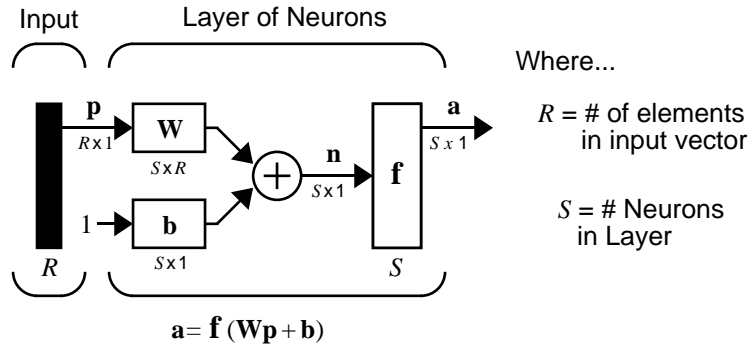 Input
Layer of Neurons
Where...
p
R x 1
W
S x R
n
S x 1
1
b
S x 1
f
a
S x 1
R
S
R = # of elements
in input vector
S = # Neurons
in Layer
a= f (Wp + b)